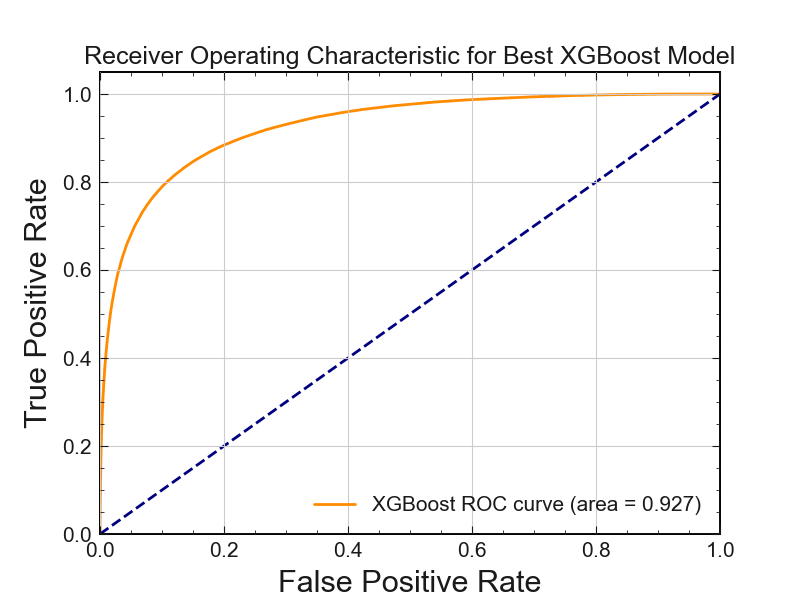 Receiver Operating Characteristic for Best XGBoost Model
True Positive Rate
1.0
0.8
0.6
0.4
0.2
0.0
XGBoost ROC curve (area = 0.927)
0.0 0.2 0.4 0.6 0.8 1.0
False Positive Rate